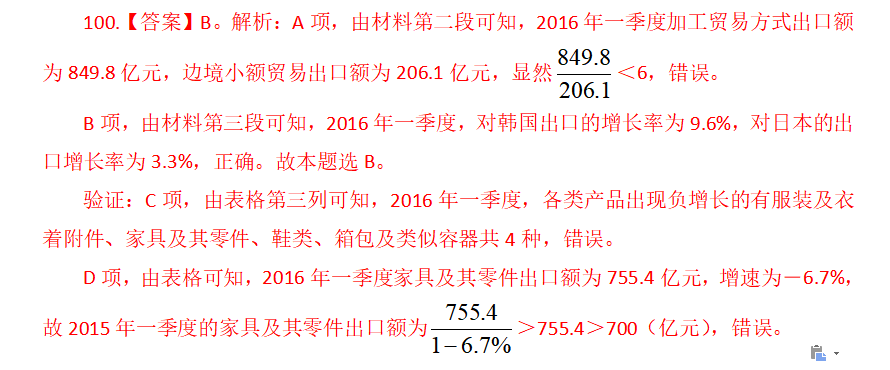 100.【答案】B。解析：A 项，由材料第二段可知，2016 年一季度加工贸易方式出口额
为 849.8 亿元，边境小额贸易出口额为 206.1 亿元，显然 849.8/206.1 ＜6，错误。
B 项，由材料第三段可知，2016 年一季度，对韩国出口的增长率为 9.6%，对日本的出
口增长率为 3.3%，正确。故本题选 B。
验证：C 项，由表格第三列可知，2016 年一季度，各类产品出现负增长的有服装及衣
着附件、家具及其零件、鞋类、箱包及类似容器共 4 种，错误。
D 项，由表格可知，2016 年一季度家具及其零件出口额为 755.4 亿元，增速为－6.7%，
故 2015 年一季度的家具及其零件出口额为 755.4/(1－6.7%) ＞755.4＞700（亿元），错误。